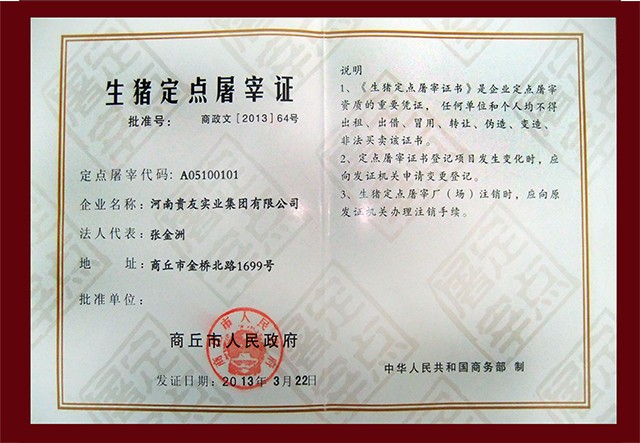 生猪定点屠宰证
批准号： 商政文［2013］64号
定点屠宰代码：A05100101
企业名称：河南贵友实业集团有限公司
法人代表：张金洲
地 址：商丘市金桥北路1699号
批准单位：
商丘市人民政府
发证日期：2013年3月22日
说明
1、《生猪定点屠宰证书》是企业定点屠宰
资质的重要凭证，任何单位和个人均不得
出租、出借、冒用、转让、伪造、变造、
非法买卖该证书。
2、定点屠宰证书登记项目发生变化时，应
向发证机关申请变更登记。
3、生猪定点屠宰厂（场）注销时，应向原
发证机关办理注销手续。
中华人民共和国商务部 制